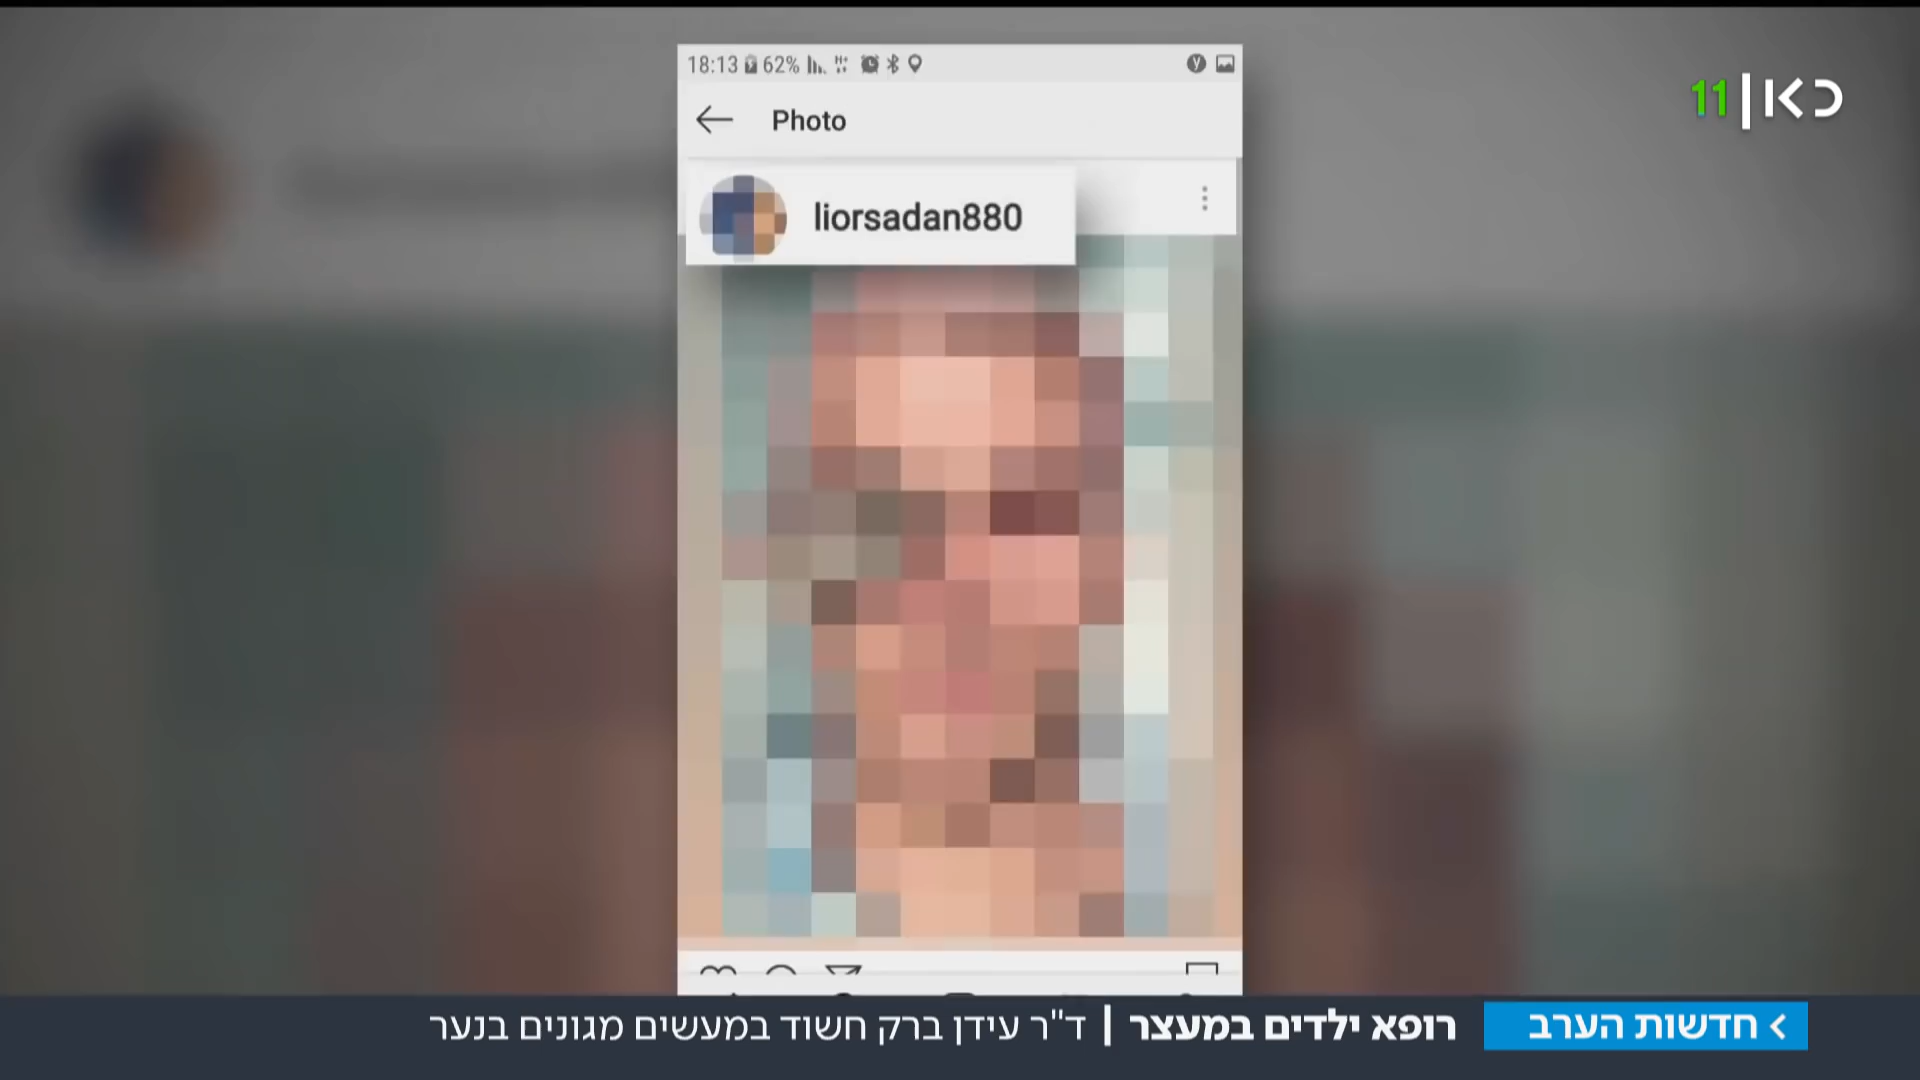 18:13 62%
כאן 11
Photo
liorsadan880
חדשות הערב
רופא ילדים במעצר | ד"ר עידן ברק חשוד במעשים מגונים בנער